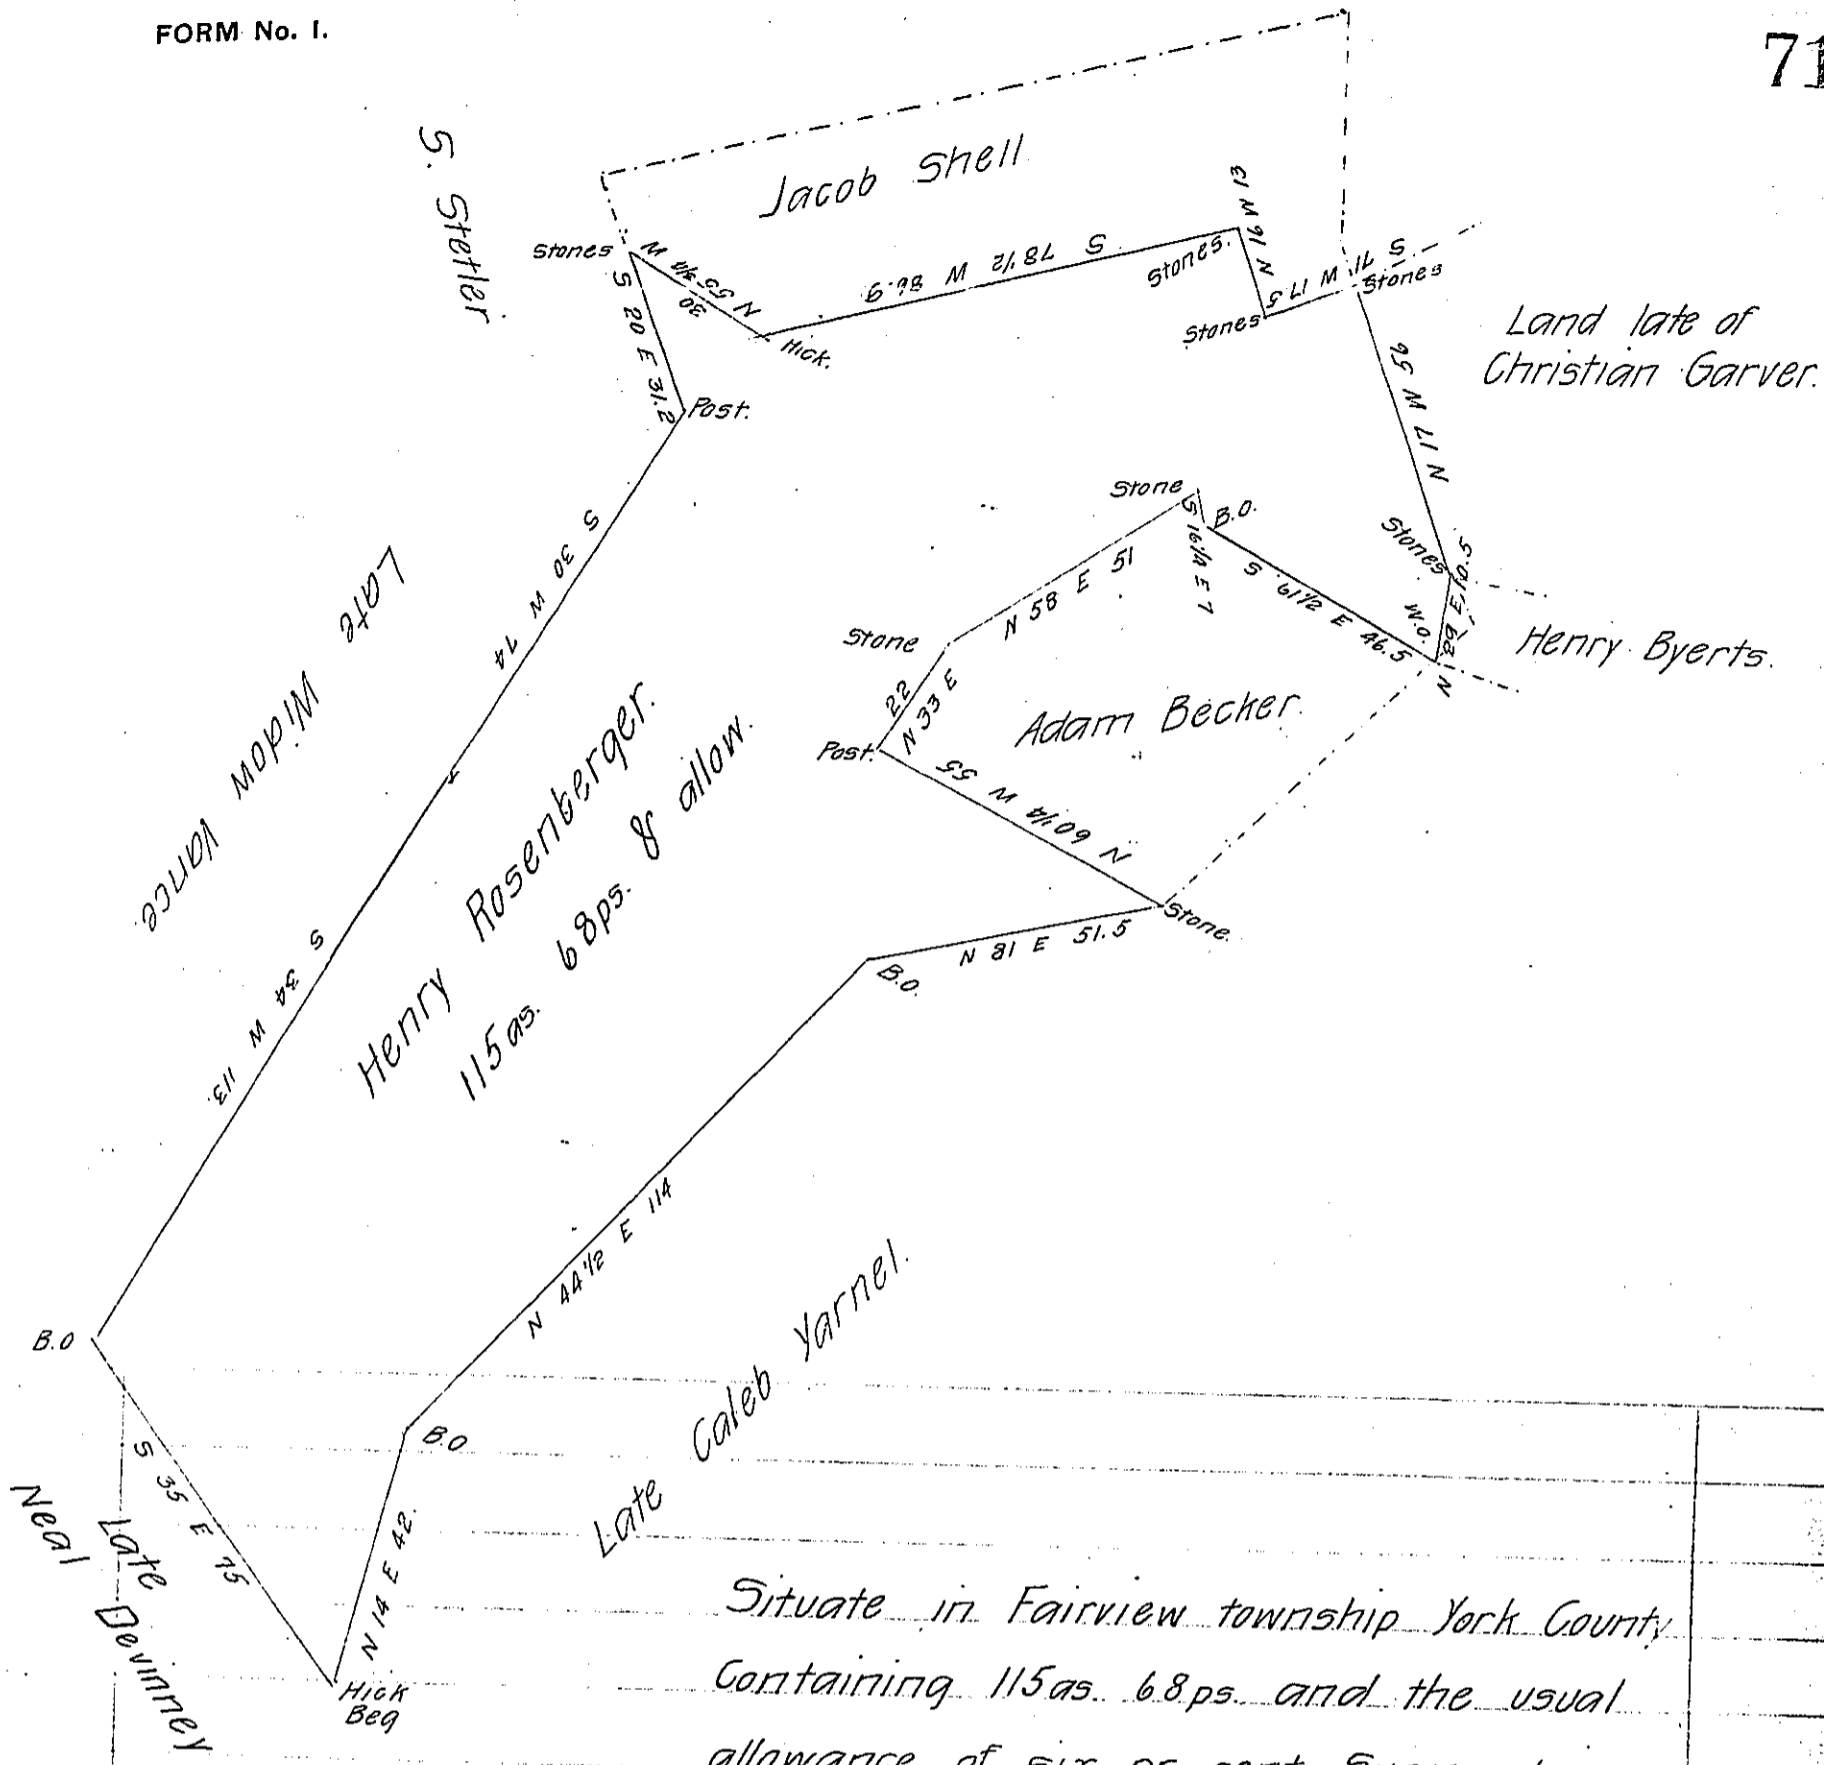 FORM No. 1.
S. Stetler
Jacob Shell
Stones
N 55 3/4 W
30
Hick.
S 78 1/2 W 86.9
Stones.
N 16 W 13
Stones
S 71 W 17.5
Stones
Land late of
Christian Garver.
S 20 E 31.2
Post.
N 17 W 56
Stones
W.O.
Henry Byerts.
Stone
B.O.
S 61 1/2 E 46.5
N 58 E 51
Stone
22
N 33 E
Post.
Adam Becker.
N 60 1/4 W 55
Stone.
N 81 E 51.5
B.O.
S 30 W 74
Late Widow Vance.
S 34 W 113.
Henry Rosenberger.
115 as. 68 ps. & allow.
N 44 1/2 E 114
Late Caleb Yarnel.
B.O
B.O
S 35 E 75
N 14 E 42.
Neal
Late Devinney
Hick
Beg
Situate in Fairview township York County
Containing 115 as. 68 ps. and the usual